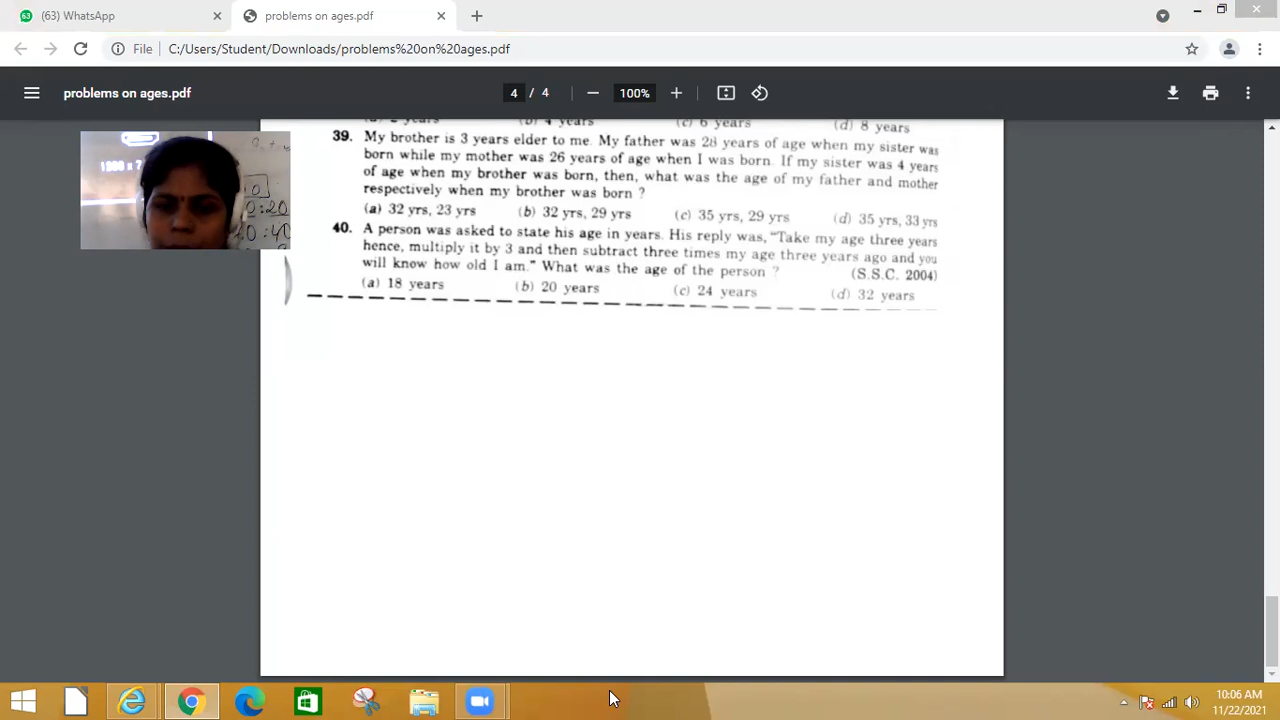 63
(63) WhatsApp
problems on ages.pdf
File
C:/Users/Student/Downloads/problems%20on%20ages.pdf
problems on ages.pdf
4 / 4
100%
(b) 4 years
(c) 6 years
(d) 8 years
39. My brother is 3 years elder to me. My father was 28 years of age when my sister was
born while my mother was 26 years of age when I was born. If my sister was 4 years
of age when my brother was born, then, what was the age of my father and mother
respectively when my brother was born ?
(a) 32 yrs, 23 yrs (b) 32 yrs, 29 yrs (c) 35 yrs, 29 yrs (d) 35 yrs, 33 yrs
40. A person was asked to state his age in years. His reply was, "Take my age three years
hence, multiply it by 3 and then subtract three times my age three years ago and you
will know how old I am." What was the age of the person ? (S.S.C. 2004)
(a) 18 years (b) 20 years (c) 24 years (d) 32 years
10:06 AM
11/22/2021